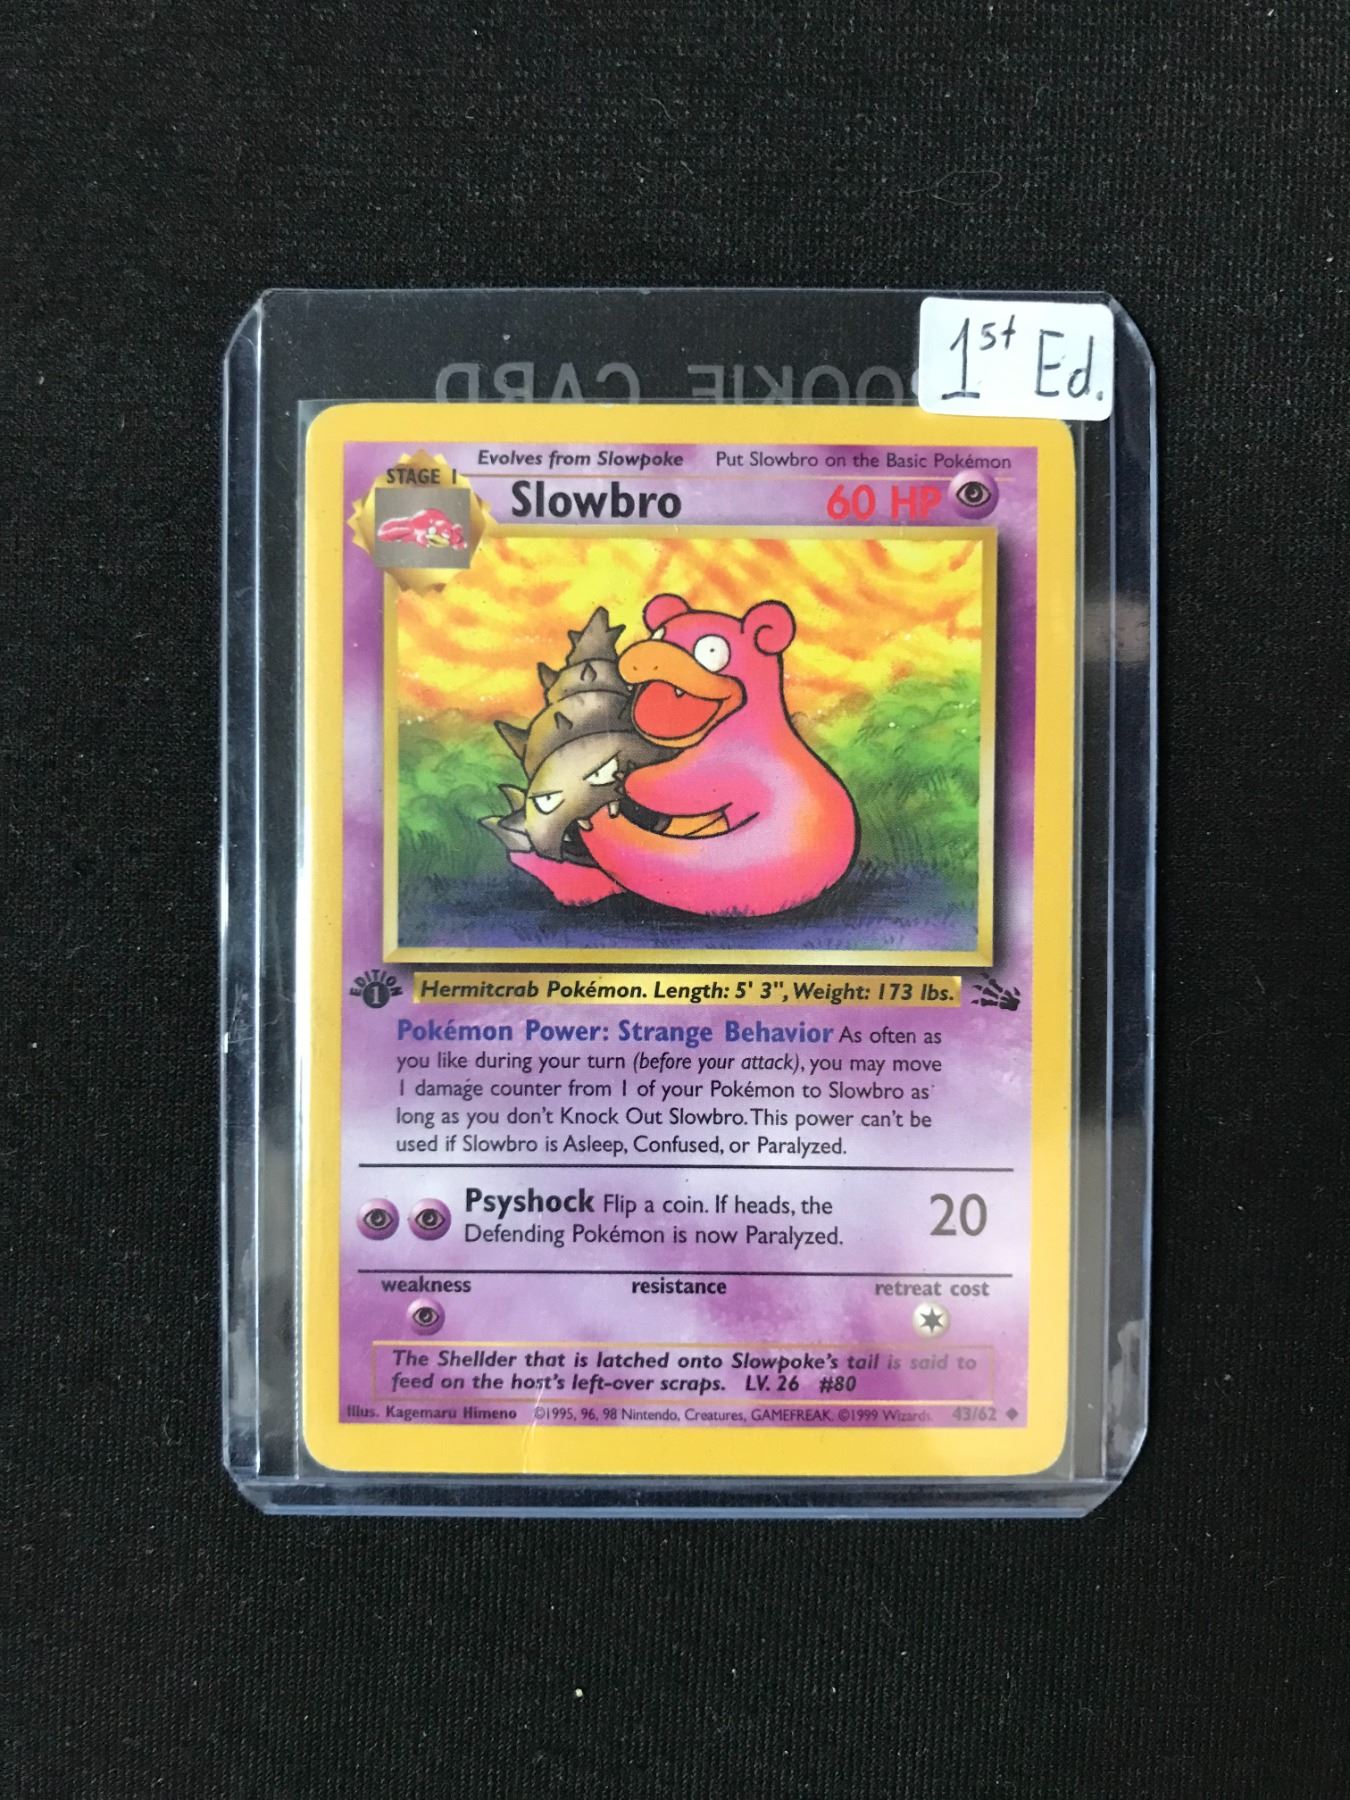 1st Ed.
ROOKIE CARD
STAGE 1
Evolves from Slowpoke Put Slowbro on the Basic Pokémon
Slowbro 60 HP
EDITION
1
Hermitcrab Pokémon. Length: 5' 3", Weight: 173 lbs.
Pokémon Power: Strange Behavior As often as
you like during your turn (before your attack), you may move
1 damage counter from 1 of your Pokémon to Slowbro as
long as you don't Knock Out Slowbro. This power can't be
used if Slowbro is Asleep, Confused, or Paralyzed.
Psyshock Flip a coin. If heads, the
Defending Pokémon is now Paralyzed.
20
weakness resistance retreat cost
The Shellder that is latched onto Slowpoke's tail is said to
feed on the host's left-over scraps. LV. 26 #80
Illus. Kagemaru Himeno ©1995, 96, 98 Nintendo, Creatures, GAMEFREAK. ©1999 Wizards. 43/62